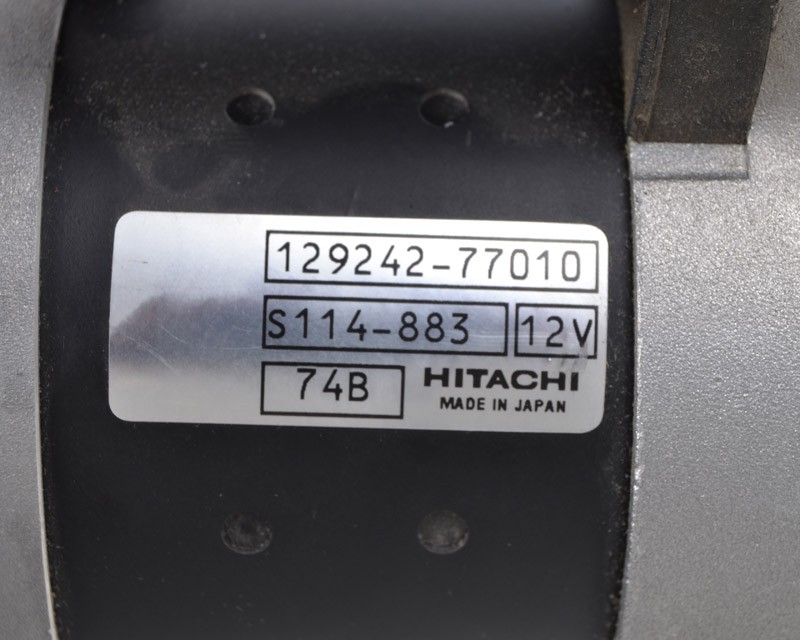 129242-77010
S114-883 12V
74B HITACHI
MADE IN JAPAN